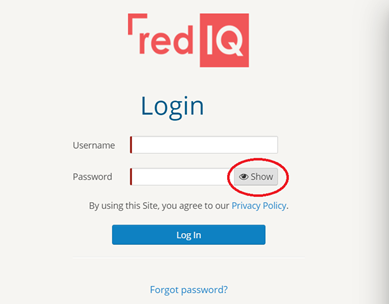 red IQ
Login
Username
Password Show
By using this Site, you agree to our Privacy Policy.
Log In
Forgot password?